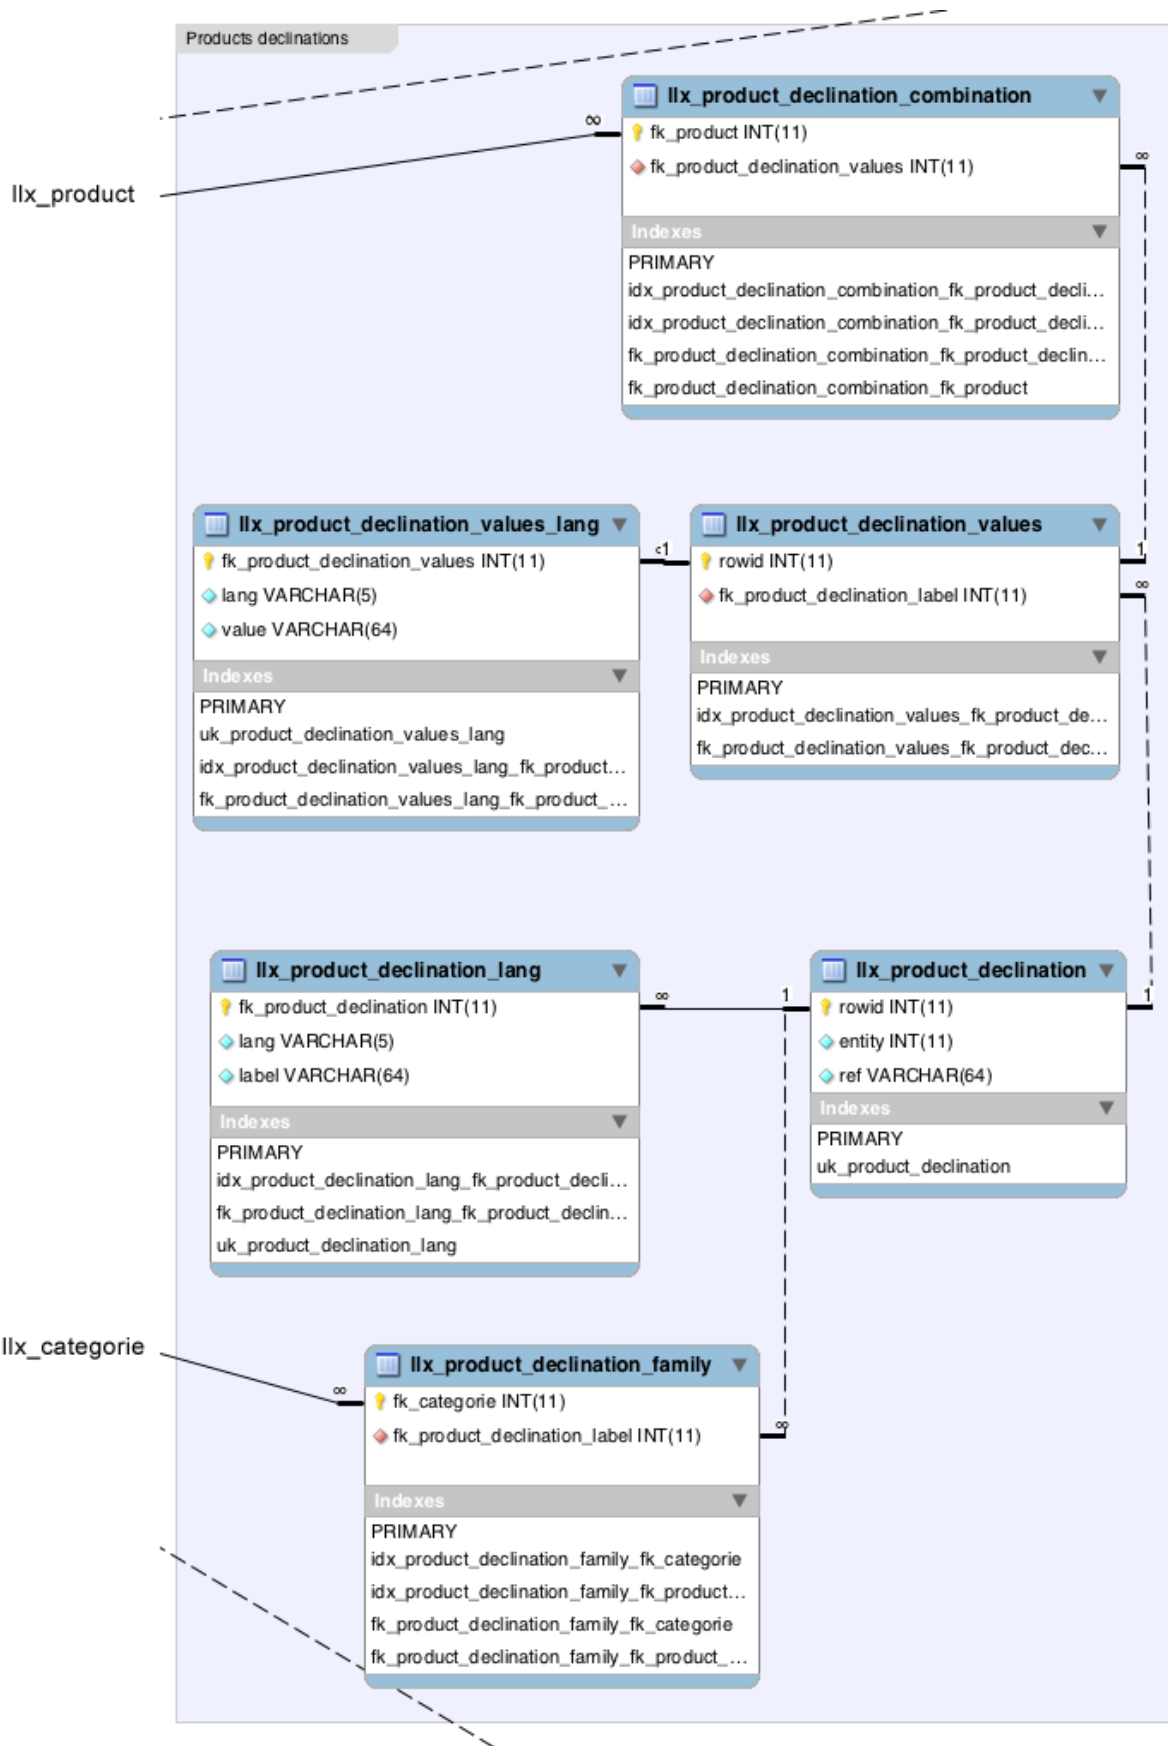 Products declinations
llx_product_declination_combination
∞
fk_product INT(11)
∞
fk_product_declination_values INT(11)
llx_product
Indexes
PRIMARY
idx_product_declination_combination_fk_product_decli...
idx_product_declination_combination_fk_product_decli...
fk_product_declination_combination_fk_product_declin...
fk_product_declination_combination_fk_product
llx_product_declination_values_lang
fk_product_declination_values INT(11)
lang VARCHAR(5)
value VARCHAR(64)
Indexes
PRIMARY
uk_product_declination_values_lang
idx_product_declination_values_lang_fk_product...
fk_product_declination_values_lang_fk_product_...
1
llx_product_declination_values
rowid INT(11)
1
fk_product_declination_label INT(11)
∞
Indexes
PRIMARY
idx_product_declination_values_fk_product_de...
fk_product_declination_values_fk_product_dec...
llx_product_declination_lang
fk_product_declination INT(11)
lang VARCHAR(5)
label VARCHAR(64)
Indexes
PRIMARY
idx_product_declination_lang_fk_product_decli...
fk_product_declination_lang_fk_product_declin...
uk_product_declination_lang
∞
1
llx_product_declination
rowid INT(11)
1
entity INT(11)
ref VARCHAR(64)
Indexes
PRIMARY
uk_product_declination
llx_categorie
∞
llx_product_declination_family
fk_categorie INT(11)
fk_product_declination_label INT(11)
∞
Indexes
PRIMARY
idx_product_declination_family_fk_categorie
idx_product_declination_family_fk_product...
fk_product_declination_family_fk_categorie
fk_product_declination_family_fk_product_...